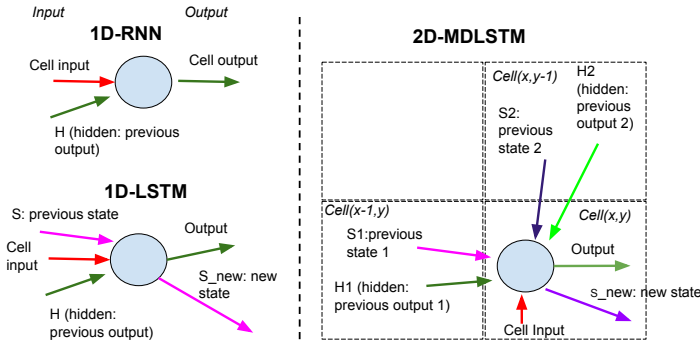 Input
Output
1D-RNN
Cell input
Cell output
H (hidden: previous
output)
1D-LSTM
S: previous state
Cell
input
Output
S_new: new
state
H (hidden:
previous output)
2D-MDLSTM
Cell(x,y-1)
H2
(hidden:
previous
output 2)
S2:
previous
state 2
Cell(x-1,y)
Cell(x,y)
S1:previous
state 1
Output
H1 (hidden:
previous output 1)
s_new: new state
Cell Input